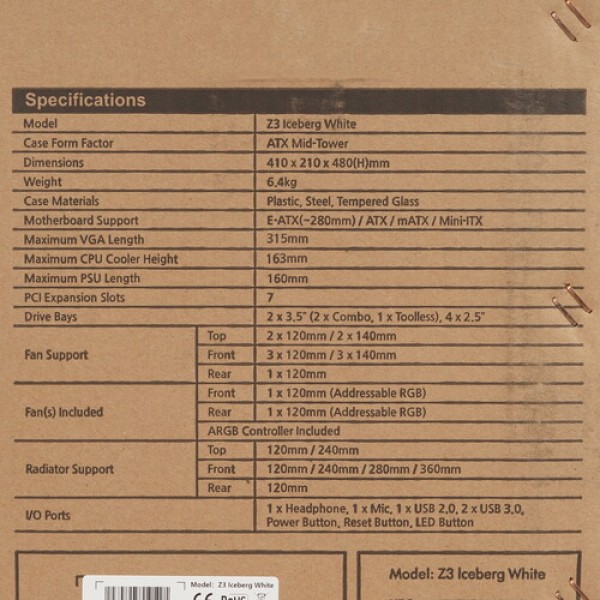 Specifications
Model Z3 Iceberg White
Case Form Factor ATX Mid-Tower
Dimensions 410 x 210 x 480(H)mm
Weight 6.4kg
Case Materials Plastic, Steel, Tempered Glass
Motherboard Support E-ATX(~280mm) / ATX / mATX / Mini-ITX
Maximum VGA Length 315mm
Maximum CPU Cooler Height 163mm
Maximum PSU Length 160mm
PCI Expansion Slots 7
Drive Bays 2 x 3.5" (2 x Combo, 1 x Toolless), 4 x 2.5"
Fan Support
Top 2 x 120mm / 2 x 140mm
Front 3 x 120mm / 3 x 140mm
Rear 1 x 120mm
Fan(s) Included
Front 1 x 120mm (Addressable RGB)
Rear 1 x 120mm (Addressable RGB)
ARGB Controller Included
Radiator Support
Top 120mm / 240mm
Front 120mm / 240mm / 280mm / 360mm
Rear 120mm
I/O Ports
1 x Headphone, 1 x Mic, 1 x USB 2.0, 2 x USB 3.0,
Power Button, Reset Button, LED Button
Model: Z3 Iceberg White
Model: Z3 Iceberg White
CE RoHS